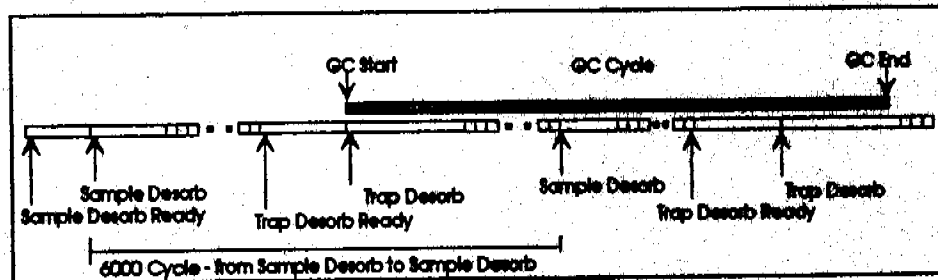 GC Start
GC Cycle
GC End
Sample Desorb
Sample Desorb Ready
Trap Desorb
Trap Desorb Ready
Sample Desorb
Trap Desorb
Trap Desorb Ready
6000 Cycle - from Sample Desorb to Sample Desorb